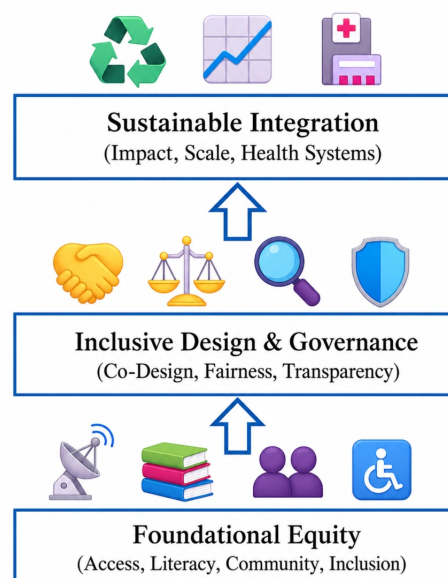 Sustainable Integration
(Impact, Scale, Health Systems)
Inclusive Design & Governance
(Co-Design, Fairness, Transparency)
Foundational Equity
(Access, Literacy, Community, Inclusion)